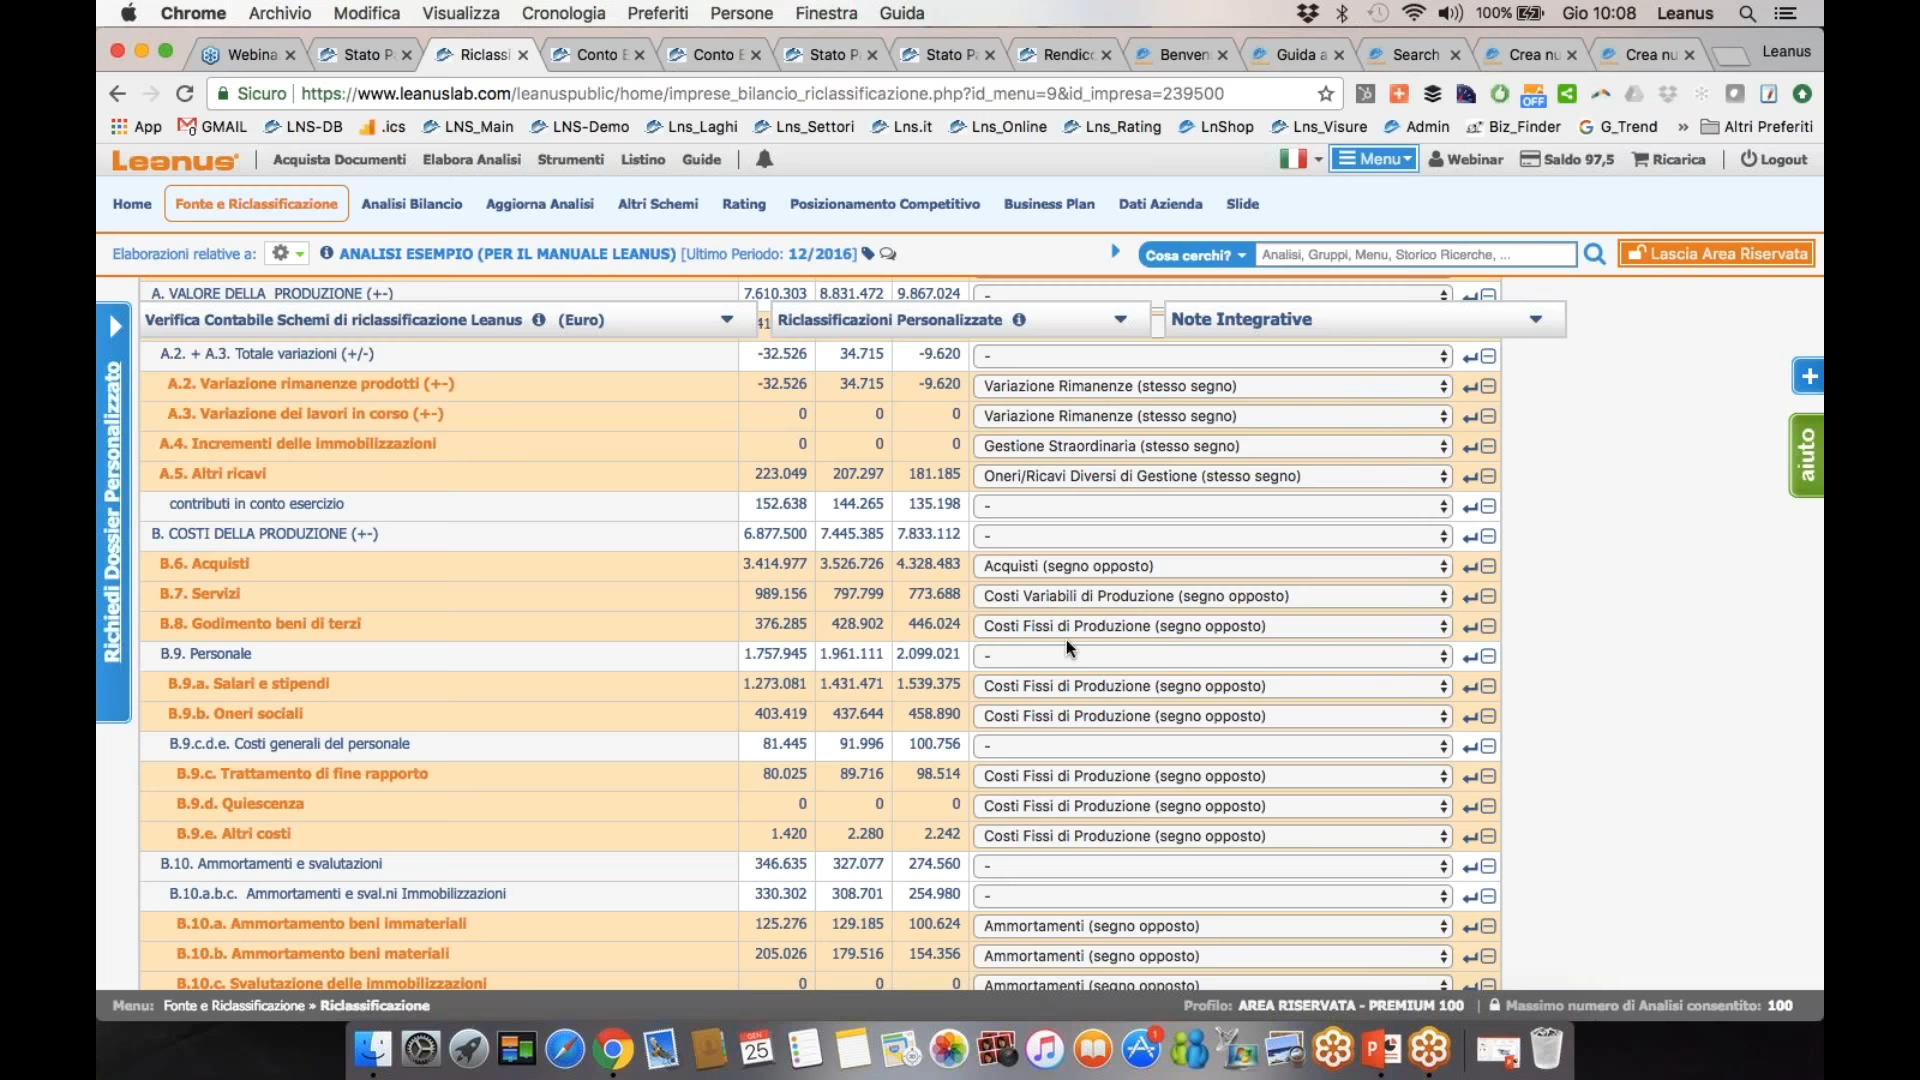 Chrome Archivio Modifica Visualizza Cronologia Preferiti Persone Finestra Guida 100% Gio 10:08 Leanus
Webina Stato P Riclassi Conto E Conto E Stato P Stato P Rendic Benven Guida a Search Crea nu Crea nu Leanus
Sicuro https://www.leanuslab.com/leanuspublic/home/imprese_bilancio_riclassificazione.php?id_menu=9&id_impresa=239500 OFF
App GMAIL LNS-DB .ics LNS_Main LNS-Demo Lns_Laghi Lns_Settori Lns.it Lns_Online Lns_Rating LnShop Lns_Visure Admin Biz_Finder G_Trend » Altri Preferiti
Leanus Acquista Documenti Elabora Analisi Strumenti Listino Guide Menu Webinar Saldo 97,5 Ricarica Logout
Home Fonte e Riclassificazione Analisi Bilancio Aggiorna Analisi Altri Schemi Rating Posizionamento Competitivo Business Plan Dati Azienda Slide
Elaborazioni relative a: ANALISI ESEMPIO (PER IL MANUALE LEANUS) [Ultimo Periodo: 12/2016] Cosa cerchi? Analisi, Gruppi, Menu, Storico Ricerche, ... Lascia Area Riservata
A. VALORE DELLA PRODUZIONE (+-) 7.610.303 8.831.472 9.867.024 -
Verifica Contabile Schemi di riclassificazione Leanus (Euro) 41 Riclassificazioni Personalizzate Note Integrative
A.2. + A.3. Totale variazioni (+/-) -32.526 34.715 -9.620 -
A.2. Variazione rimanenze prodotti (+-) -32.526 34.715 -9.620 Variazione Rimanenze (stesso segno)
A.3. Variazione dei lavori in corso (+-) 0 0 0 Variazione Rimanenze (stesso segno)
A.4. Incrementi delle immobilizzazioni 0 0 0 Gestione Straordinaria (stesso segno)
A.5. Altri ricavi 223.049 207.297 181.185 Oneri/Ricavi Diversi di Gestione (stesso segno)
contributi in conto esercizio 152.638 144.265 135.198 -
B. COSTI DELLA PRODUZIONE (+-) 6.877.500 7.445.385 7.833.112 -
B.6. Acquisti 3.414.977 3.526.726 4.328.483 Acquisti (segno opposto)
B.7. Servizi 989.156 797.799 773.688 Costi Variabili di Produzione (segno opposto)
B.8. Godimento beni di terzi 376.285 428.902 446.024 Costi Fissi di Produzione (segno opposto)
B.9. Personale 1.757.945 1.961.111 2.099.021 -
B.9.a. Salari e stipendi 1.273.081 1.431.471 1.539.375 Costi Fissi di Produzione (segno opposto)
B.9.b. Oneri sociali 403.419 437.644 458.890 Costi Fissi di Produzione (segno opposto)
B.9.c.d.e. Costi generali del personale 81.445 91.996 100.756 -
B.9.c. Trattamento di fine rapporto 80.025 89.716 98.514 Costi Fissi di Produzione (segno opposto)
B.9.d. Quiescenza 0 0 0 Costi Fissi di Produzione (segno opposto)
B.9.e. Altri costi 1.420 2.280 2.242 Costi Fissi di Produzione (segno opposto)
B.10. Ammortamenti e svalutazioni 346.635 327.077 274.560 -
B.10.a.b.c. Ammortamenti e sval.ni Immobilizzazioni 330.302 308.701 254.980 -
B.10.a. Ammortamento beni immateriali 125.276 129.185 100.624 Ammortamenti (segno opposto)
B.10.b. Ammortamento beni materiali 205.026 179.516 154.356 Ammortamenti (segno opposto)
B.10.c. Svalutazione delle immobilizzazioni 0 0 0 Ammortamenti (segno opposto)
Richiedi Dossier Personalizzato
+
aiuto
Menu: Fonte e Riclassificazione » Riclassificazione Profilo: AREA RISERVATA - PREMIUM 100 | Massimo numero di Analisi consentito: 100
25
1